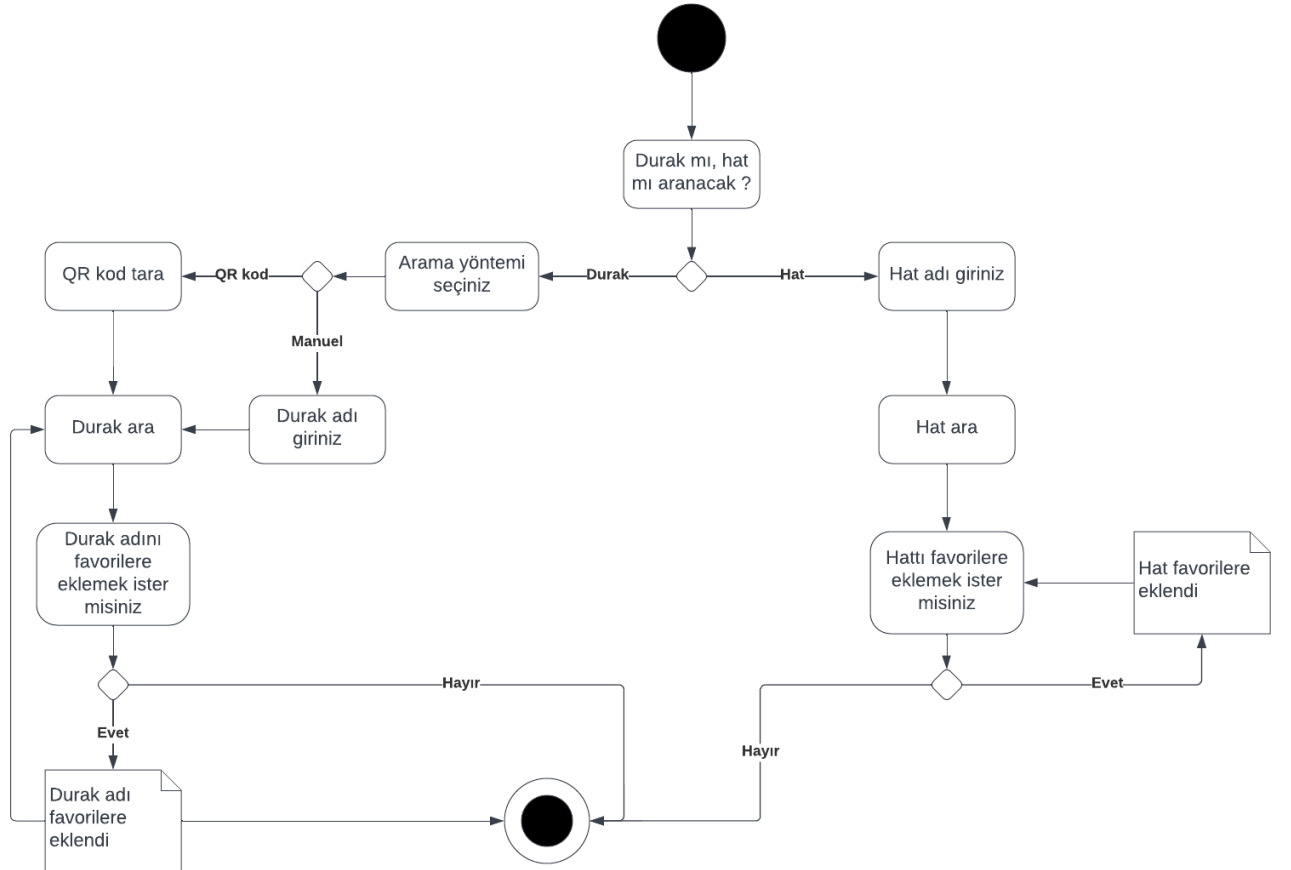 Durak mı, hat
mı aranacak ?
QR kod tara
QR kod
Arama yöntemi
seçiniz
Durak
Hat
Hat adı giriniz
Manuel
Durak ara
Durak adı
giriniz
Hat ara
Durak adını
favorilere
eklemek ister
misiniz
Hattı favorilere
eklemek ister
misiniz
Hat favorilere
eklendi
Hayır
Evet
Evet
Hayır
Durak adı
favorilere
eklendi